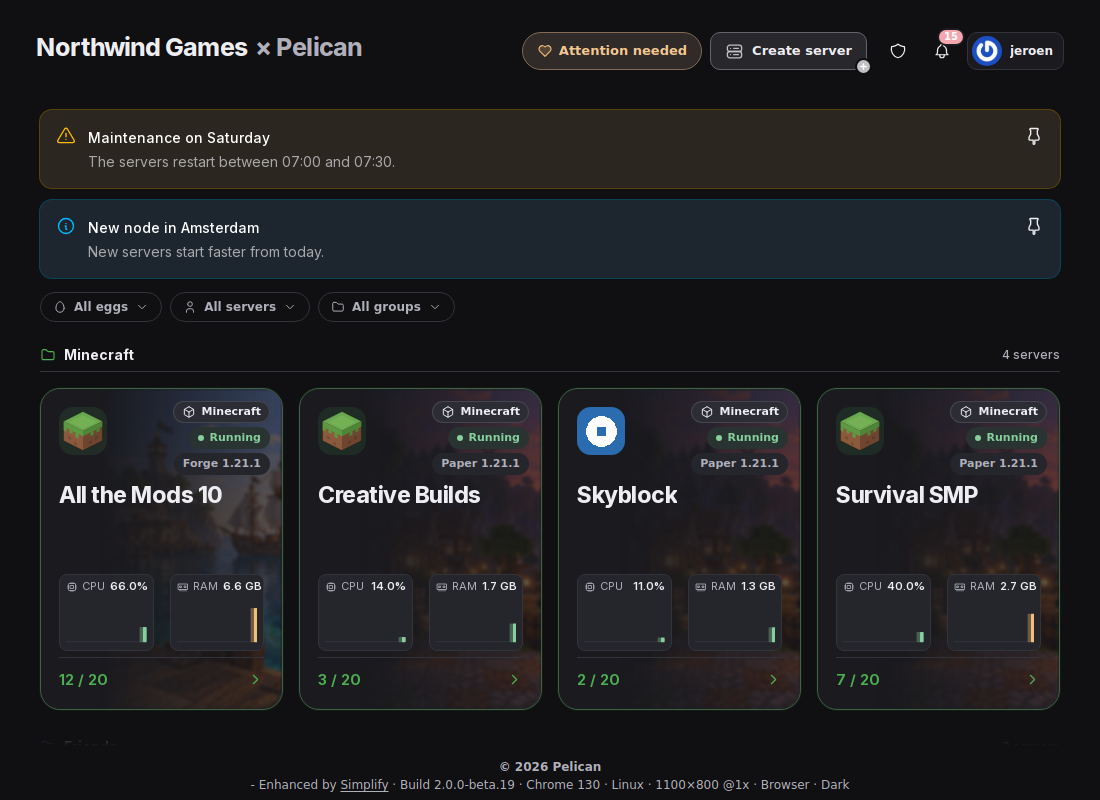 Northwind Games × Pelican
Attention needed
Create server
15
jeroen
Maintenance on Saturday
The servers restart between 07:00 and 07:30.
New node in Amsterdam
New servers start faster from today.
All eggs
All servers
All groups
Minecraft
4 servers
Minecraft
Running
Forge 1.21.1
All the Mods 10
CPU 66.0%
RAM 6.6 GB
12 / 20
Minecraft
Running
Paper 1.21.1
Creative Builds
CPU 14.0%
RAM 1.7 GB
3 / 20
Minecraft
Running
Paper 1.21.1
Skyblock
CPU 11.0%
RAM 1.3 GB
2 / 20
Minecraft
Running
Paper 1.21.1
Survival SMP
CPU 40.0%
RAM 2.7 GB
7 / 20
Friends
© 2026 Pelican
- Enhanced by Simplify · Build 2.0.0-beta.19 · Chrome 130 · Linux · 1100×800 @1x · Browser · Dark